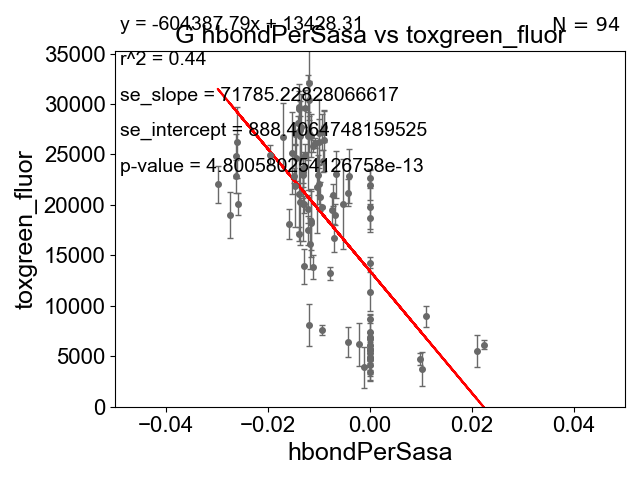 y = -604387.79x + 13428.31
N = 94
G hbondPerSasa vs toxgreen_fluor
r^2 = 0.44
se_slope = 71785.22828066617
se_intercept = 888.4064748159525
p-value = 4.800580254126758e-13
toxgreen_fluor
35000
30000
25000
20000
15000
10000
5000
0
−0.04
−0.02
0.00
0.02
0.04
hbondPerSasa